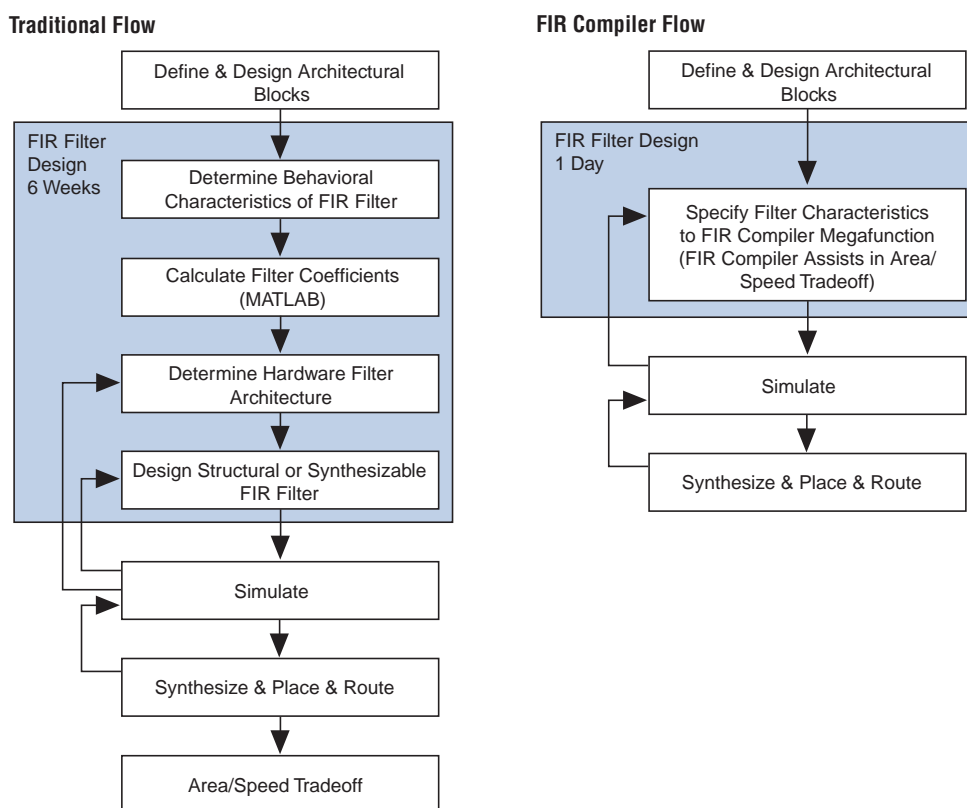 Traditional Flow
Define & Design Architectural
Blocks
FIR Filter
Design
6 Weeks
Determine Behavioral
Characteristics of FIR Filter
Calculate Filter Coefficients
(MATLAB)
Determine Hardware Filter
Architecture
Design Structural or Synthesizable
FIR Filter
Simulate
Synthesize & Place & Route
Area/Speed Tradeoff
FIR Compiler Flow
Define & Design Architectural
Blocks
FIR Filter Design
1 Day
Specify Filter Characteristics
to FIR Compiler Megafunction
(FIR Compiler Assists in Area/
Speed Tradeoff)
Simulate
Synthesize & Place & Route